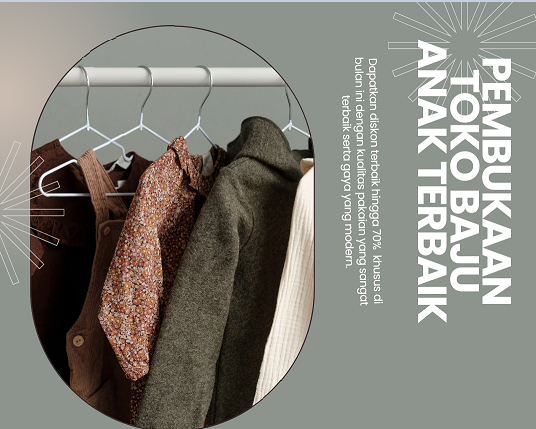 PEMBUKAAN
TOKO BAJU
ANAK TERBAIK
Dapatkan diskon terbaik hingga 70% khusus di
bulan ini dengan kualitas pakaian yang sangat
terbaik serta gaya yang modern.